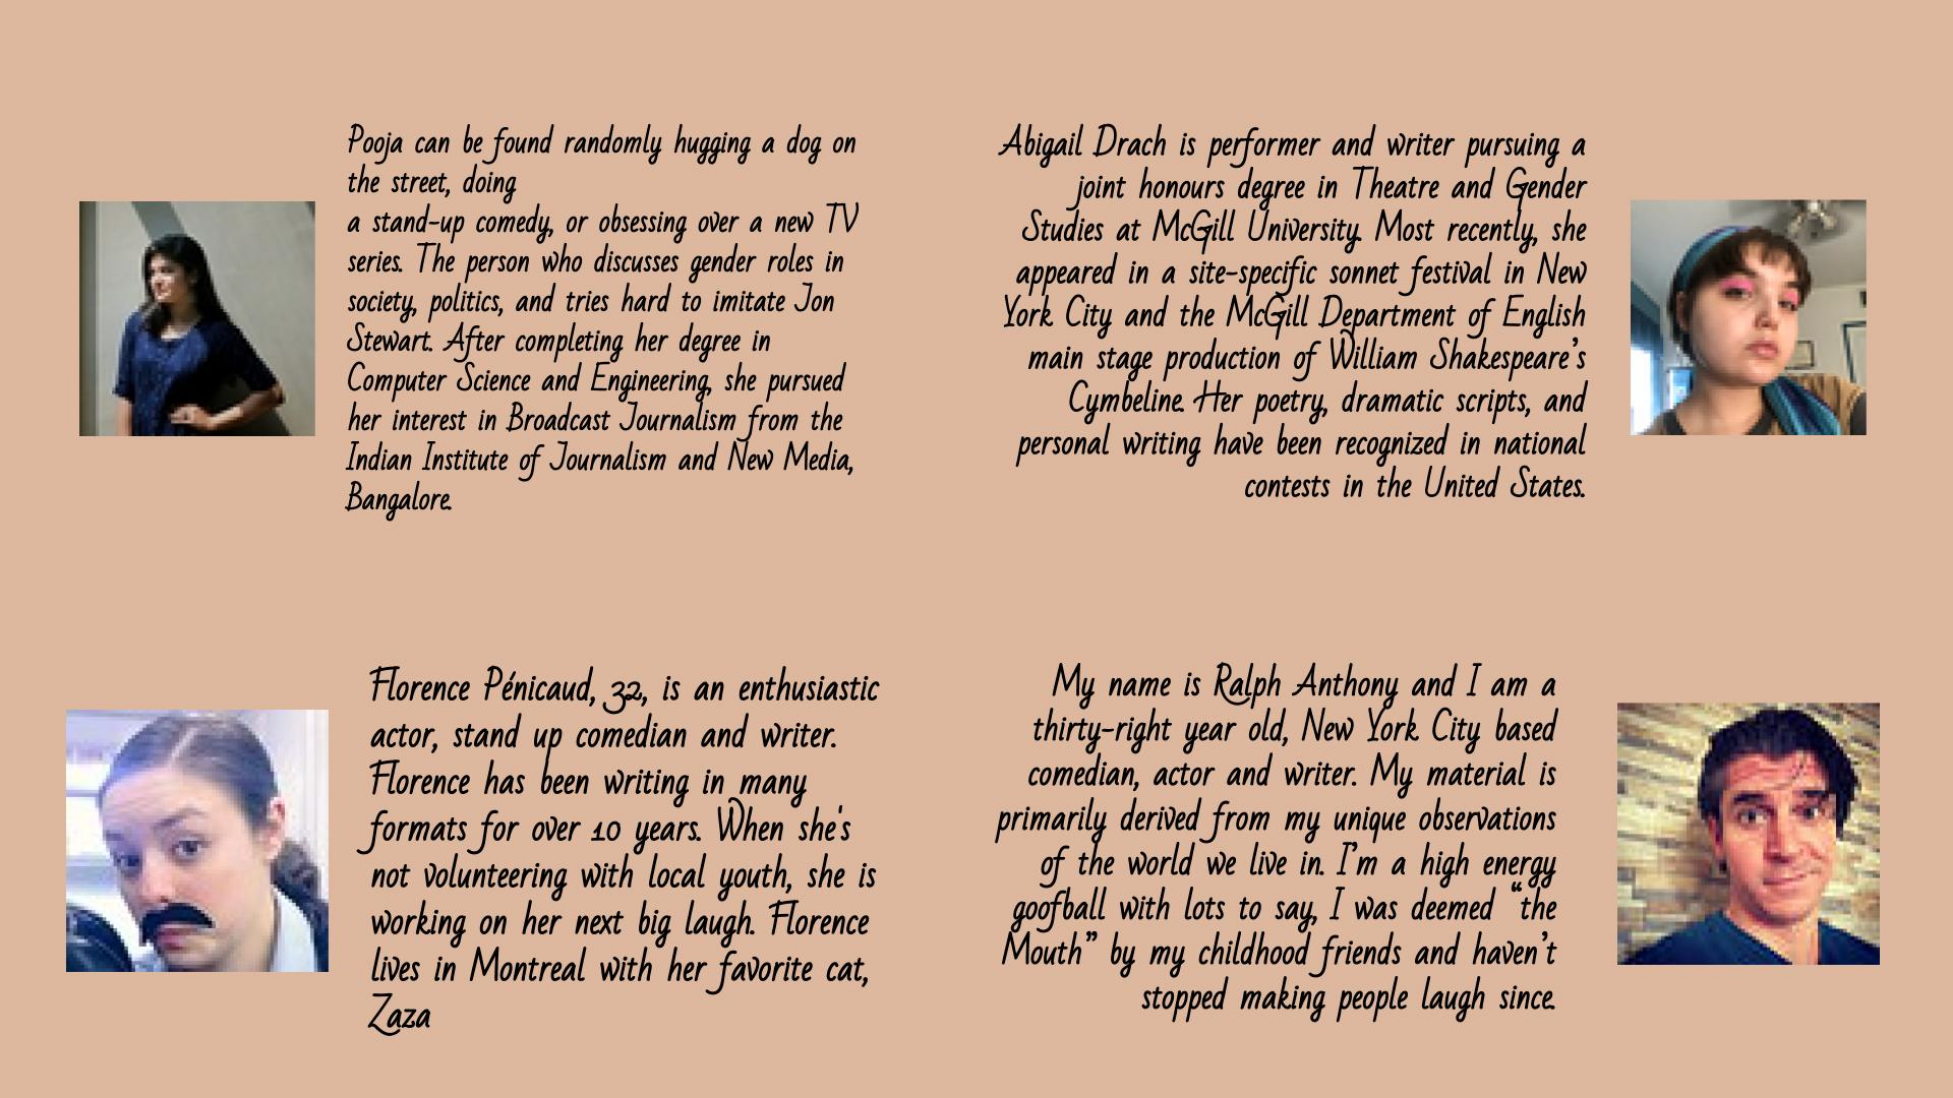 Pooja can be found randomly hugging a dog on
the street, doing
a stand-up comedy, or obsessing over a new TV
series. The person who discusses gender roles in
society, politics, and tries hard to imitate Jon
Stewart. After completing her degree in
Computer Science and Engineering, she pursued
her interest in Broadcast Journalism from the
Indian Institute of Journalism and New Media,
Bangalore.
Abigail Drach is performer and writer pursuing a
joint honours degree in Theatre and Gender
Studies at McGill University. Most recently, she
appeared in a site-specific sonnet festival in New
York City and the McGill Department of English
main stage production of William Shakespeare’s
Cymbeline. Her poetry, dramatic scripts, and
personal writing have been recognized in national
contests in the United States.
Florence Pénicaud, 32, is an enthusiastic
actor, stand up comedian and writer.
Florence has been writing in many
formats for over 10 years. When she's
not volunteering with local youth, she is
working on her next big laugh. Florence
lives in Montreal with her favorite cat,
Zaza
My name is Ralph Anthony and I am a
thirty-right year old, New York City based
comedian, actor and writer. My material is
primarily derived from my unique observations
of the world we live in. I’m a high energy
goofball with lots to say, I was deemed “the
Mouth” by my childhood friends and haven’t
stopped making people laugh since.